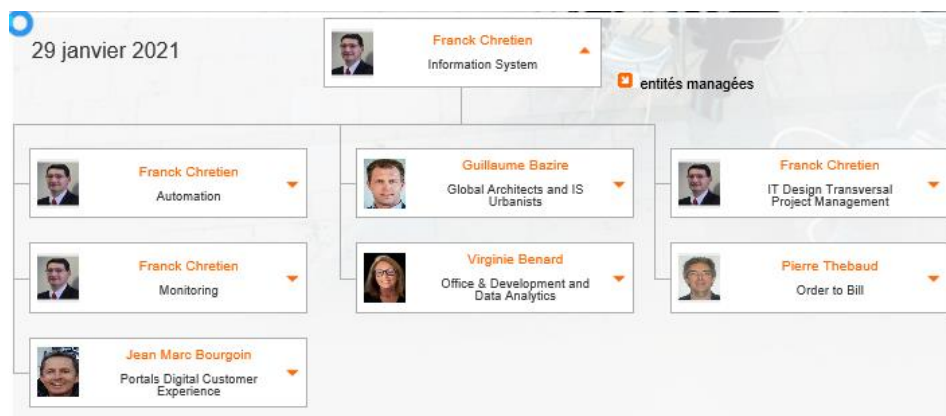 29 janvier 2021
Franck Chretien
Information System
entités managées
Franck Chretien
Automation
Guillaume Bazire
Global Architects and IS
Urbanists
Franck Chretien
IT Design Transversal
Project Management
Franck Chretien
Monitoring
Virginie Benard
Office & Development and
Data Analytics
Pierre Thebaud
Order to Bill
Jean Marc Bourgoin
Portals Digital Customer
Experience